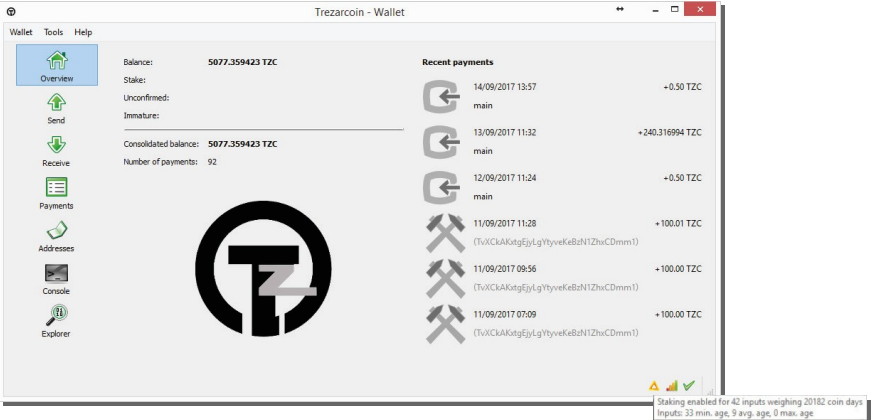 Trezarcoin - Wallet
Wallet Tools Help
Overview
Send
Receive
Payments
Addresses
Console
Explorer
Balance: 5077.359423 TZC
Stake:
Unconfirmed:
Immature:
Consolidated balance: 5077.359423 TZC
Number of payments: 92
Recent payments
14/09/2017 13:57 +0.50 TZC
main
13/09/2017 11:32 +240.316994 TZC
main
12/09/2017 11:24 +0.50 TZC
main
11/09/2017 11:28 +100.01 TZC
(TvXCkAKxtgEjyLgYtyveKeBzN1ZhxCDmm1)
11/09/2017 09:56 +100.00 TZC
(TvXCkAKxtgEjyLgYtyveKeBzN1ZhxCDmm1)
11/09/2017 07:09 +100.00 TZC
(TvXCkAKxtgEjyLgYtyveKeBzN1ZhxCDmm1)
Staking enabled for 42 inputs weighing 20182 coin days
Inputs: 33 min. age, 9 avg. age, 0 max. age